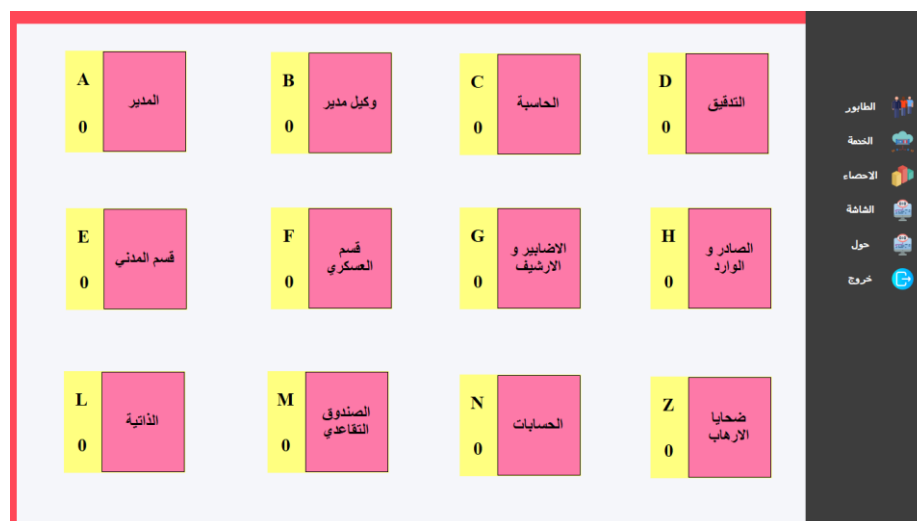 A
0
المدير
B
0
وكيل مدير
C
0
الحاسبة
D
0
التدقيق
E
0
قسم المدني
F
0
قسم
العسكري
G
0
الاضابير و
الارشيف
H
0
الصادر و
الوارد
L
0
الذاتية
M
0
الصندوق
التقاعدي
N
0
الحسابات
Z
0
ضحايا
الارهاب
الطابور
الخدمة
الاحصاء
الشاشة
حول
خروج